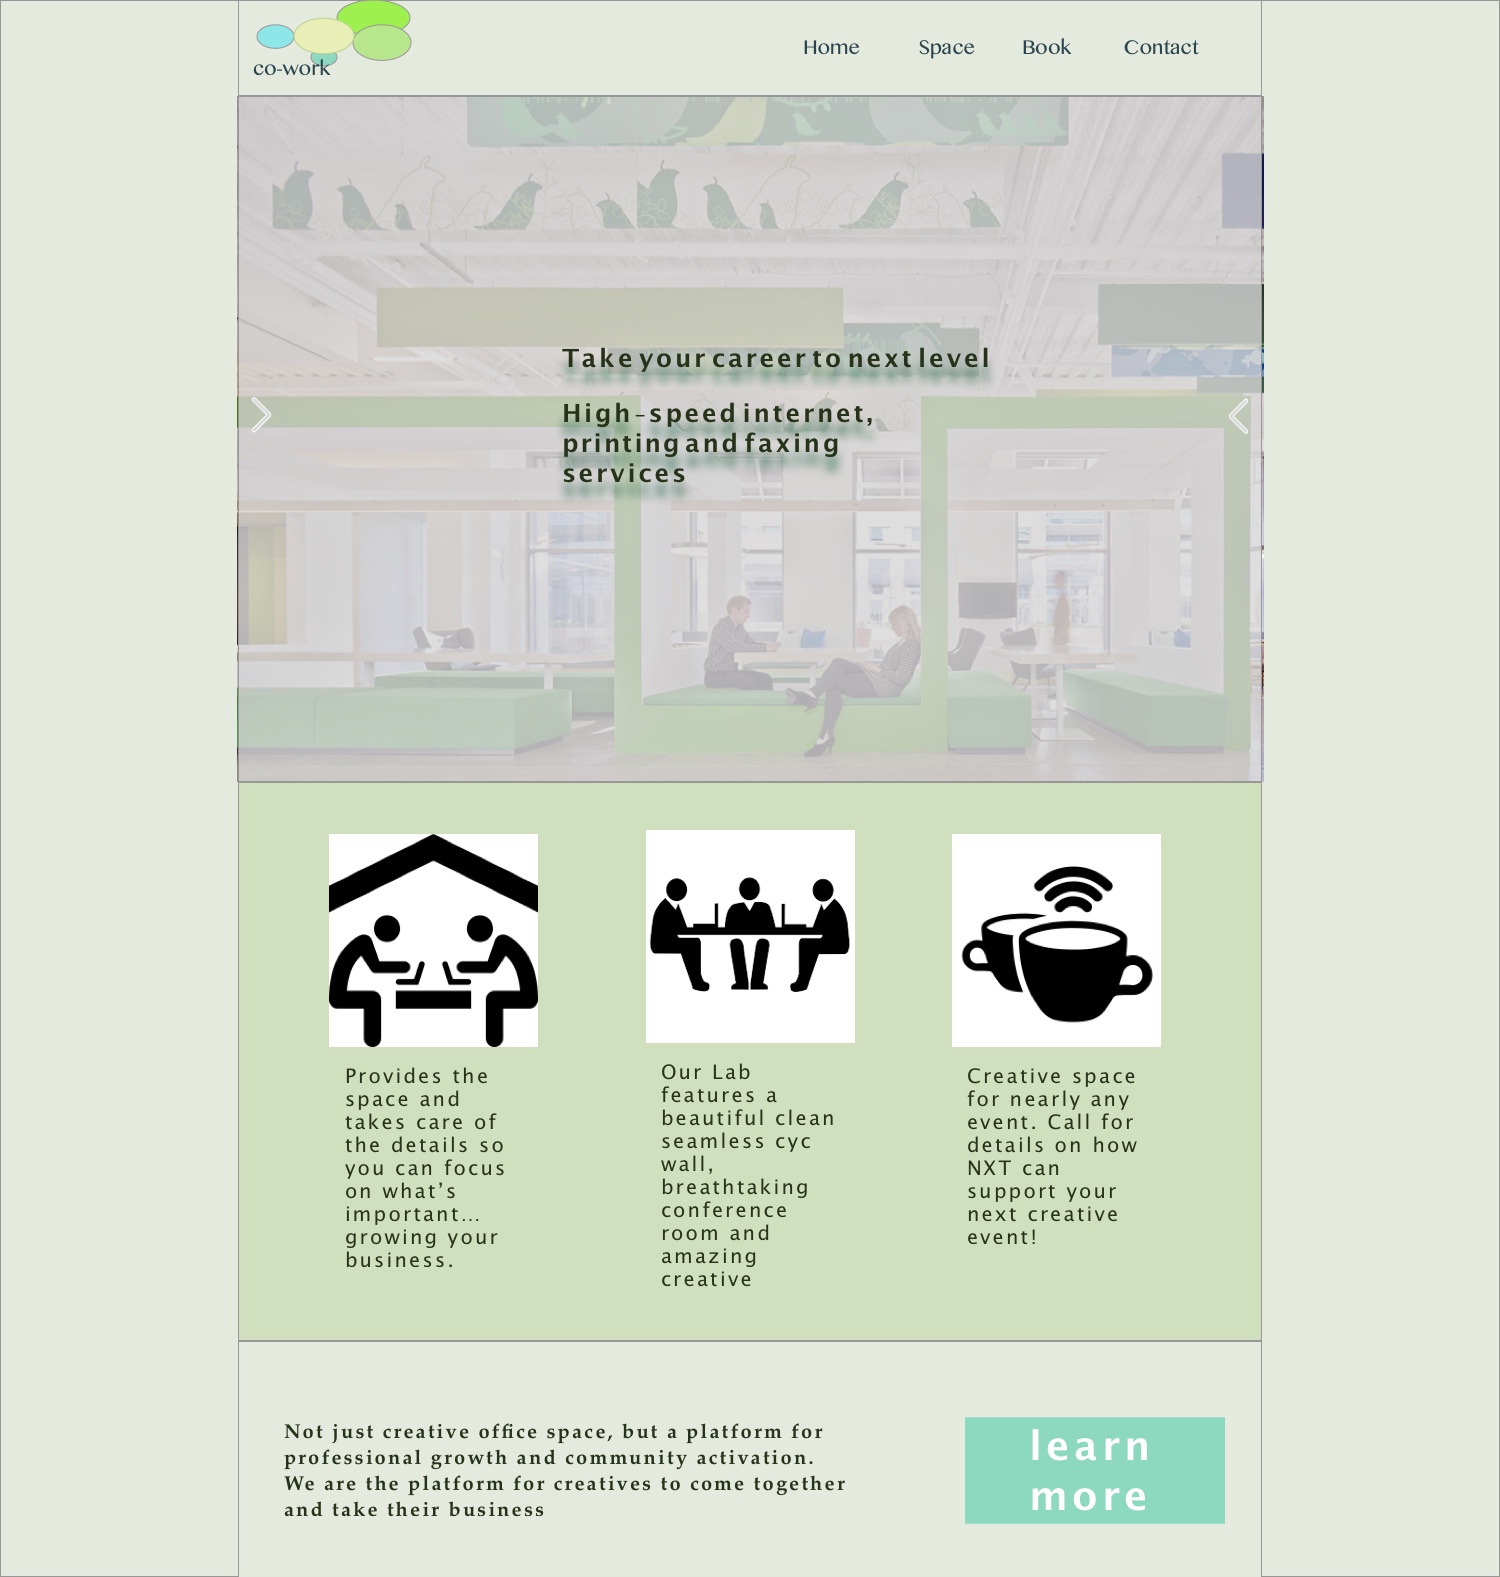 co-work
Home Space Book Contact
Take your career to next level
High-speed internet,
printing and faxing
services
Provides the
space and
takes care of
the details so
you can focus
on what’s
important...
growing your
business.
Our Lab
features a
beautiful clean
seamless cyc
wall,
breathtaking
conference
room and
amazing
creative
Creative space
for nearly any
event. Call for
details on how
NXT can
support your
next creative
event!
Not just creative office space, but a platform for
professional growth and community activation.
We are the platform for creatives to come together
and take their business
learn
more